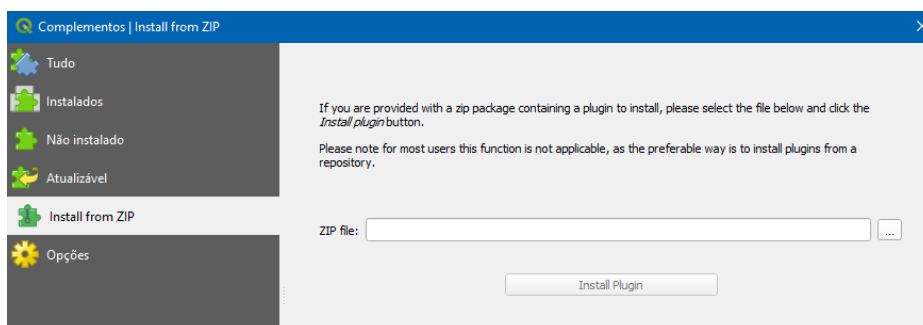 Complementos | Install from ZIP
Tudo
Instalados
Não instalado
Atualizável
Install from ZIP
Opções
If you are provided with a zip package containing a plugin to install, please select the file below and click the
Install plugin button.
Please note for most users this function is not applicable, as the preferable way is to install plugins from a
repository.
ZIP file:
...
Install Plugin